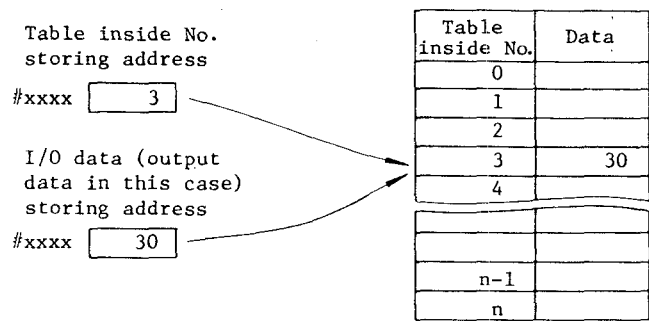 Table inside No.
storing address
#xxxx 3
I/O data (output
data in this case)
storing address
#xxxx 30
Table
inside No. Data
0
1
2
3 30
4
n-1
n